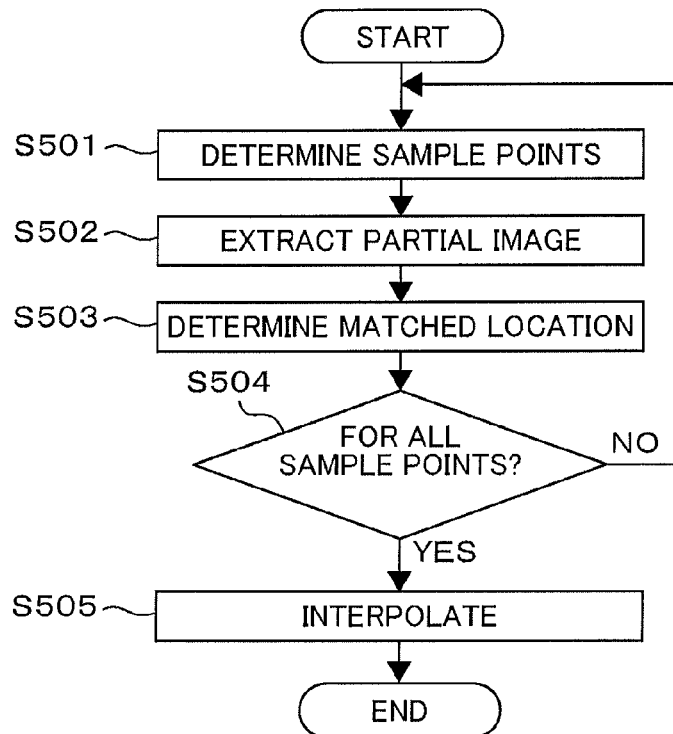 START
S501
DETERMINE SAMPLE POINTS
S502
EXTRACT PARTIAL IMAGE
S503
DETERMINE MATCHED LOCATION
S504
FOR ALL
SAMPLE POINTS?
NO
YES
S505
INTERPOLATE
END